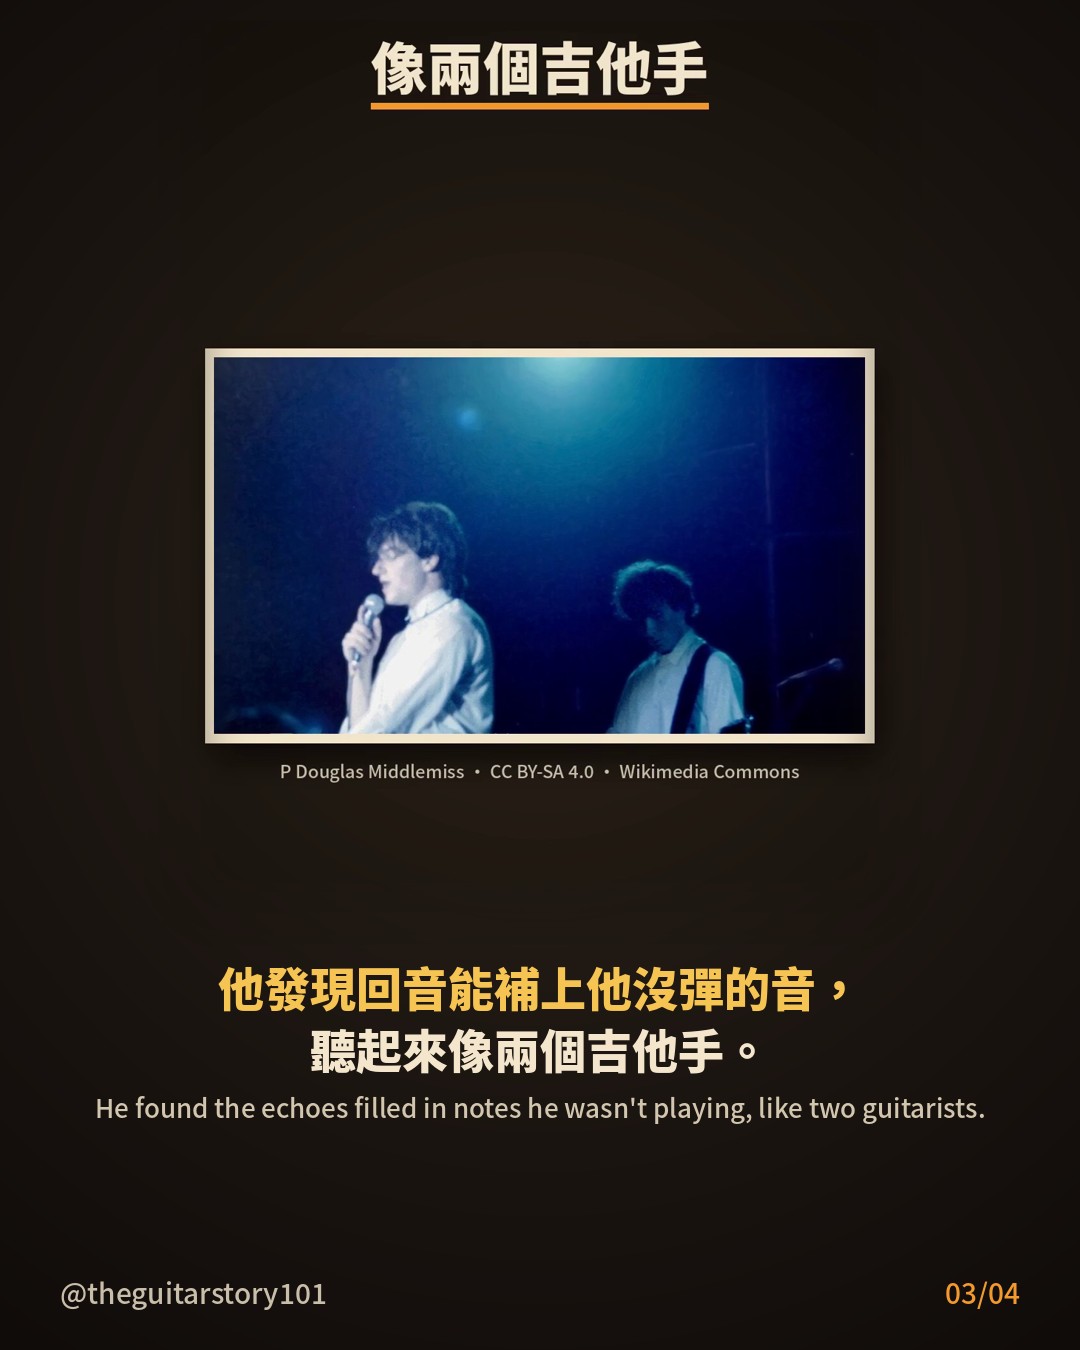 像兩個吉他手
P Douglas Middlemiss • CC BY-SA 4.0 • Wikimedia Commons
他發現回音能補上他沒彈的音，
聽起來像兩個吉他手。
He found the echoes filled in notes he wasn't playing, like two guitarists.
@theguitarstory101
03/04